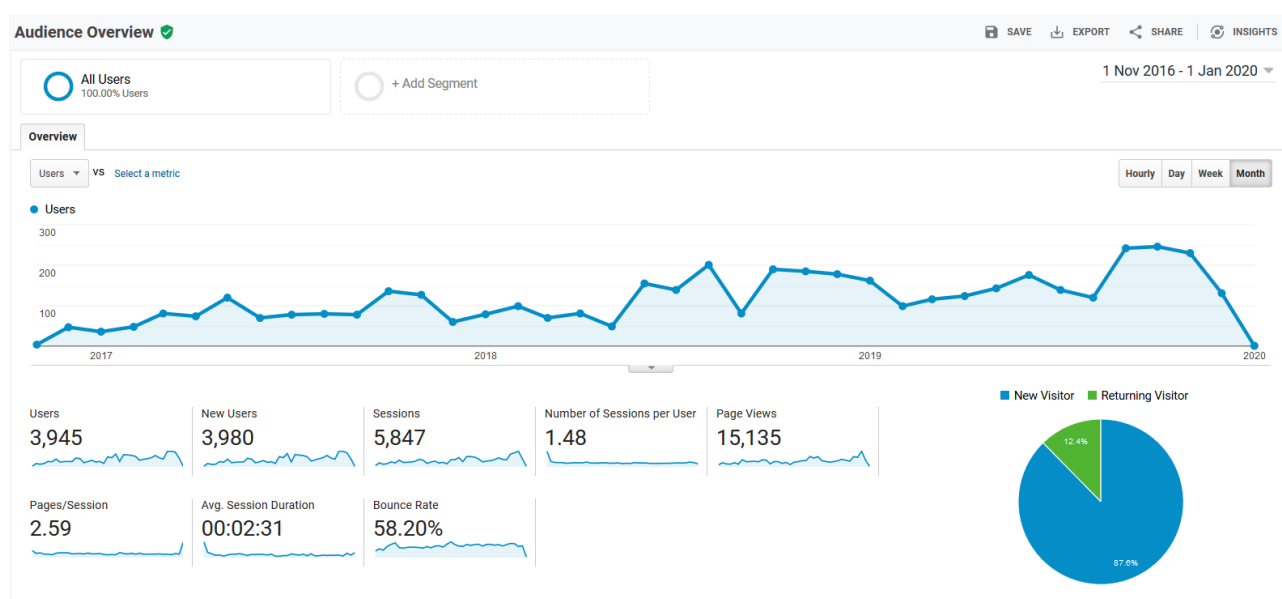 Audience Overview
SAVE EXPORT SHARE INSIGHTS
All Users
100.00% Users
+ Add Segment
1 Nov 2016 - 1 Jan 2020
Overview
Users VS Select a metric
Hourly Day Week Month
Users
300
200
100
2017 2018 2019 2020
New Visitor Returning Visitor
Users New Users Sessions Number of Sessions per User Page Views
3,945 3,980 5,847 1.48 15,135
Pages/Session Avg. Session Duration Bounce Rate
2.59 00:02:31 58.20%
12.4%
87.6%